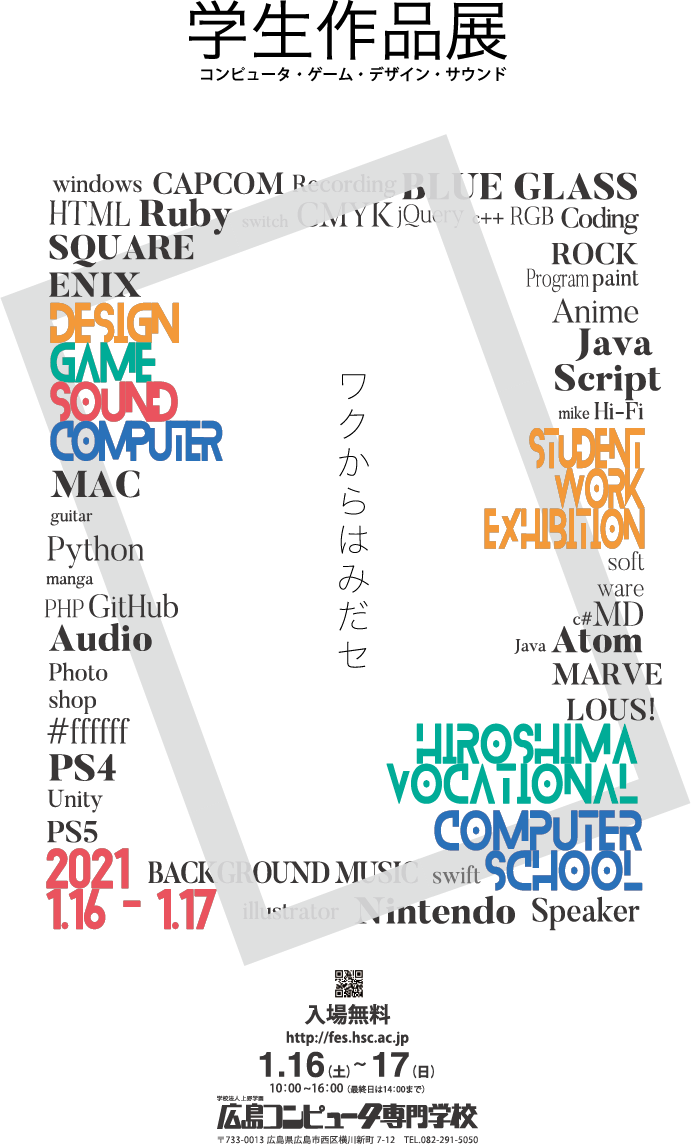 学生作品展
コンピュータ・ゲーム・デザイン・サウンド
windows CAPCOM Recording BLUE GLASS
HTML Ruby switch CMYK jQuery c++ RGB Coding
SQUARE
ENIX
DESIGN
GAME
SOUND
COMPUTER
MAC
guitar
Python
manga
PHP GitHub
Audio
Photo
shop
#ffffff
PS4
Unity
PS5
ROCK
Program paint
Anime
Java
Script
mike Hi-Fi
STUDENT
WORK
EXHIBITION
soft
ware
c# MD
Java Atom
MARVE
LOUS!
ワクからはみだセ
HIROSHIMA
VOCATIONAL
COMPUTER
SCHOOL
2021
1.16 - 1.17
BACKGROUND MUSIC swift
illustrator Nintendo Speaker
入場無料
http://fes.hsc.ac.jp
1.16(土)~17(日)
10:00~16:00(最終日は14:00まで)
学校法人上野学園
広島コンピュータ専門学校
〒733-0013 広島県広島市西区横川新町 7-12 TEL.082-291-5050